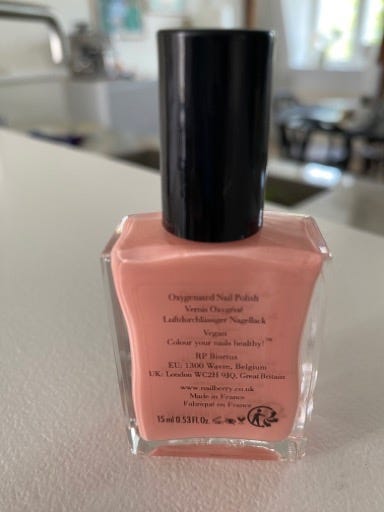 Oxygenated Nail Polish
Vernis Oxygéné
Luftdurchlässiger Nagellack
Vegan
Colour your nails healthy!™
RP Biorius
EU: 1300 Wavre, Belgium
UK: London WC2H 9JQ, Great Britain
www.nailberry.co.uk
Made in France
Fabriqué en France
15 ml 0.53 Fl. Oz.